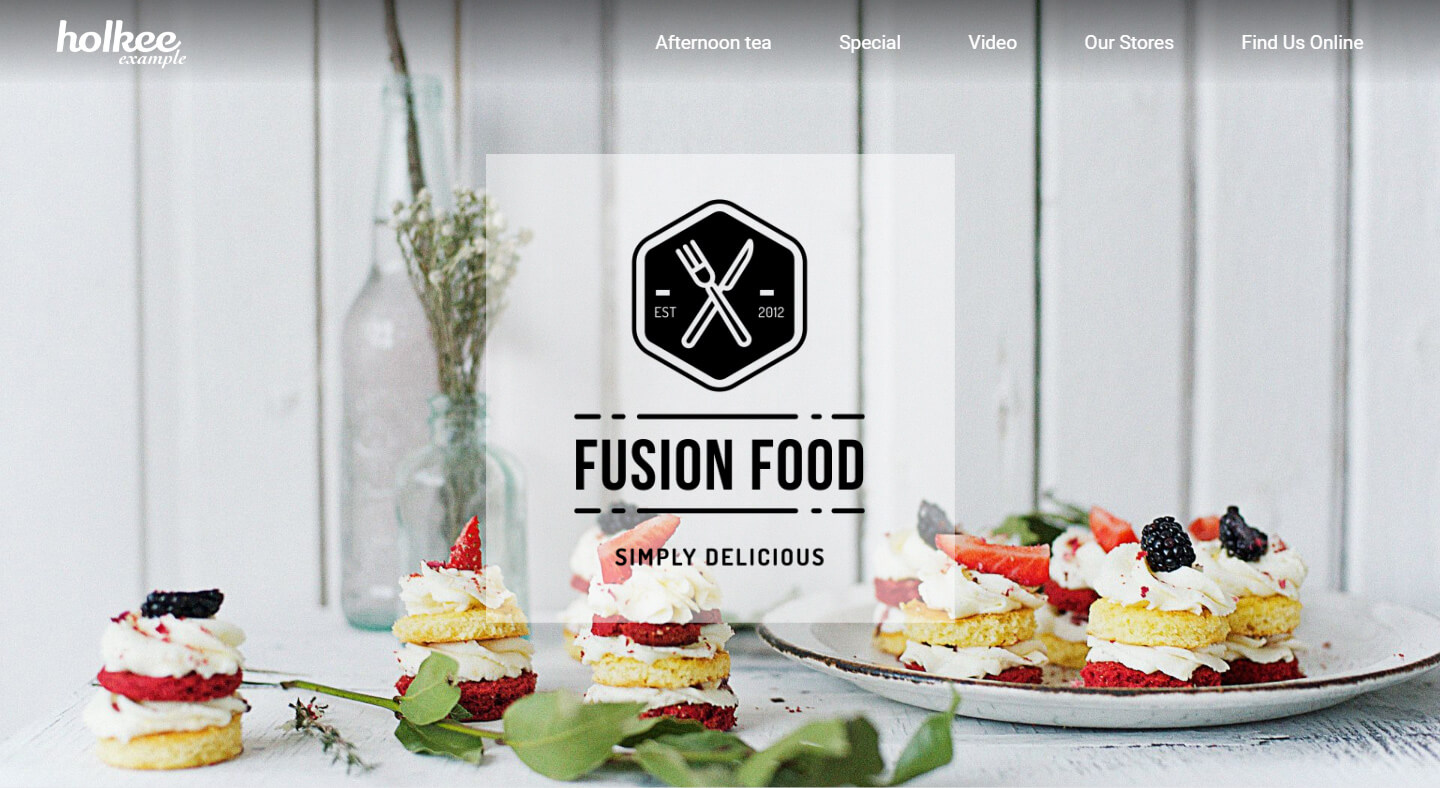 holkee
example
Afternoon tea Special Video Our Stores Find Us Online
EST 2012
FUSION FOOD
SIMPLY DELICIOUS